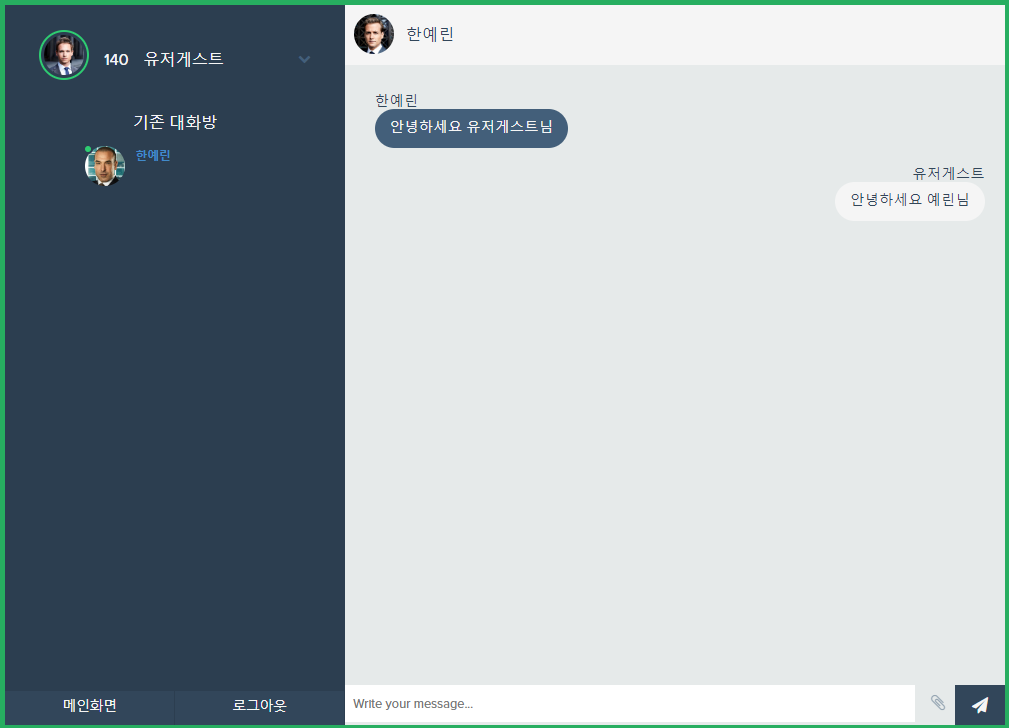 140 유저게스트
기존 대화방
한예린
메인화면
로그아웃
한예린
한예린
안녕하세요 유저게스트님
유저게스트
안녕하세요 예린님
Write your message...